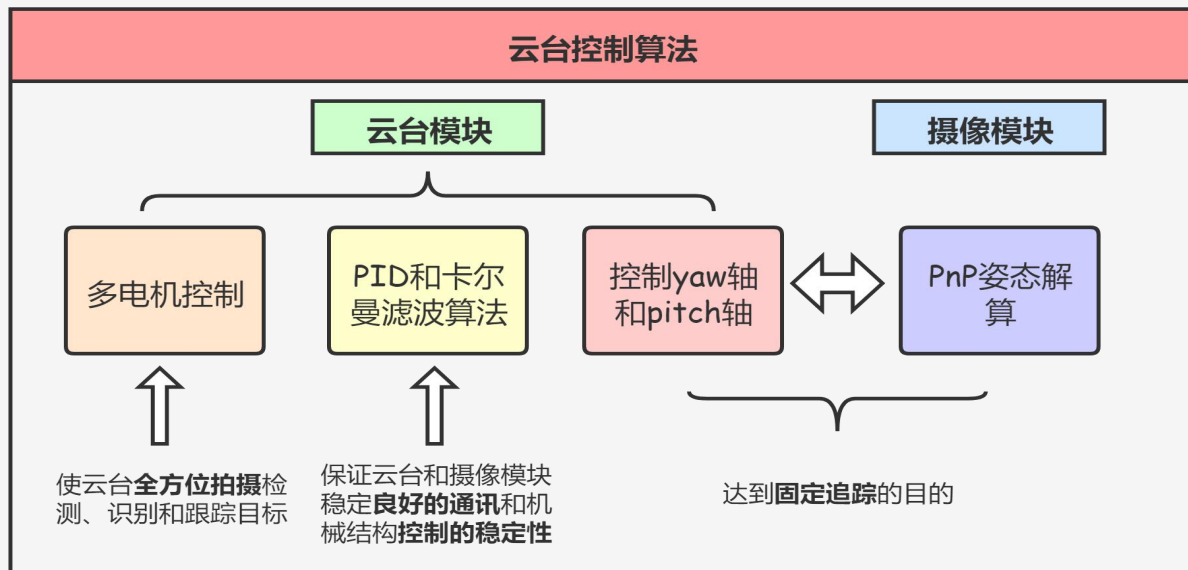 云台控制算法
云台模块
摄像模块
多电机控制
PID和卡尔
曼滤波算法
控制yaw轴
和pitch轴
PnP姿态解
算
使云台全方位拍摄检
测、识别和跟踪目标
保证云台和摄像模块
稳定良好的通讯和机
械结构控制的稳定性
达到固定追踪的目的